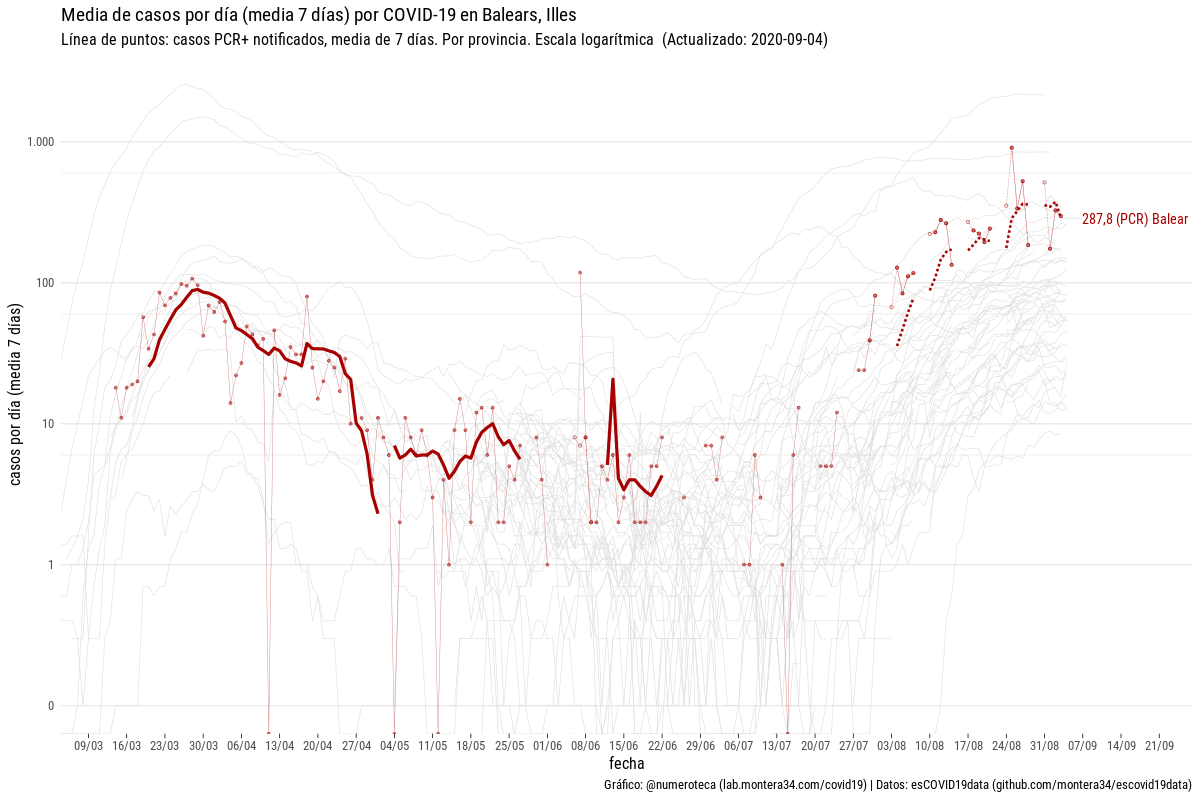 Media de casos por día (media 7 días) por COVID-19 en Balears, Illes
Línea de puntos: casos PCR+ notificados, media de 7 días. Por provincia. Escala logarítmica (Actualizado: 2020-09-04)
casos por día (media 7 días)
1.000
100
10
1
0
287,8 (PCR) Balear
09/03 16/03 23/03 30/03 06/04 13/04 20/04 27/04 04/05 11/05 18/05 25/05 01/06 08/06 15/06 22/06 29/06 06/07 13/07 20/07 27/07 03/08 10/08 17/08 24/08 31/08 07/09 14/09 21/09
fecha
Gráfico: @numeroteca (lab.montera34.com/covid19) | Datos: esCOVID19data (github.com/montera34/escovid19data)